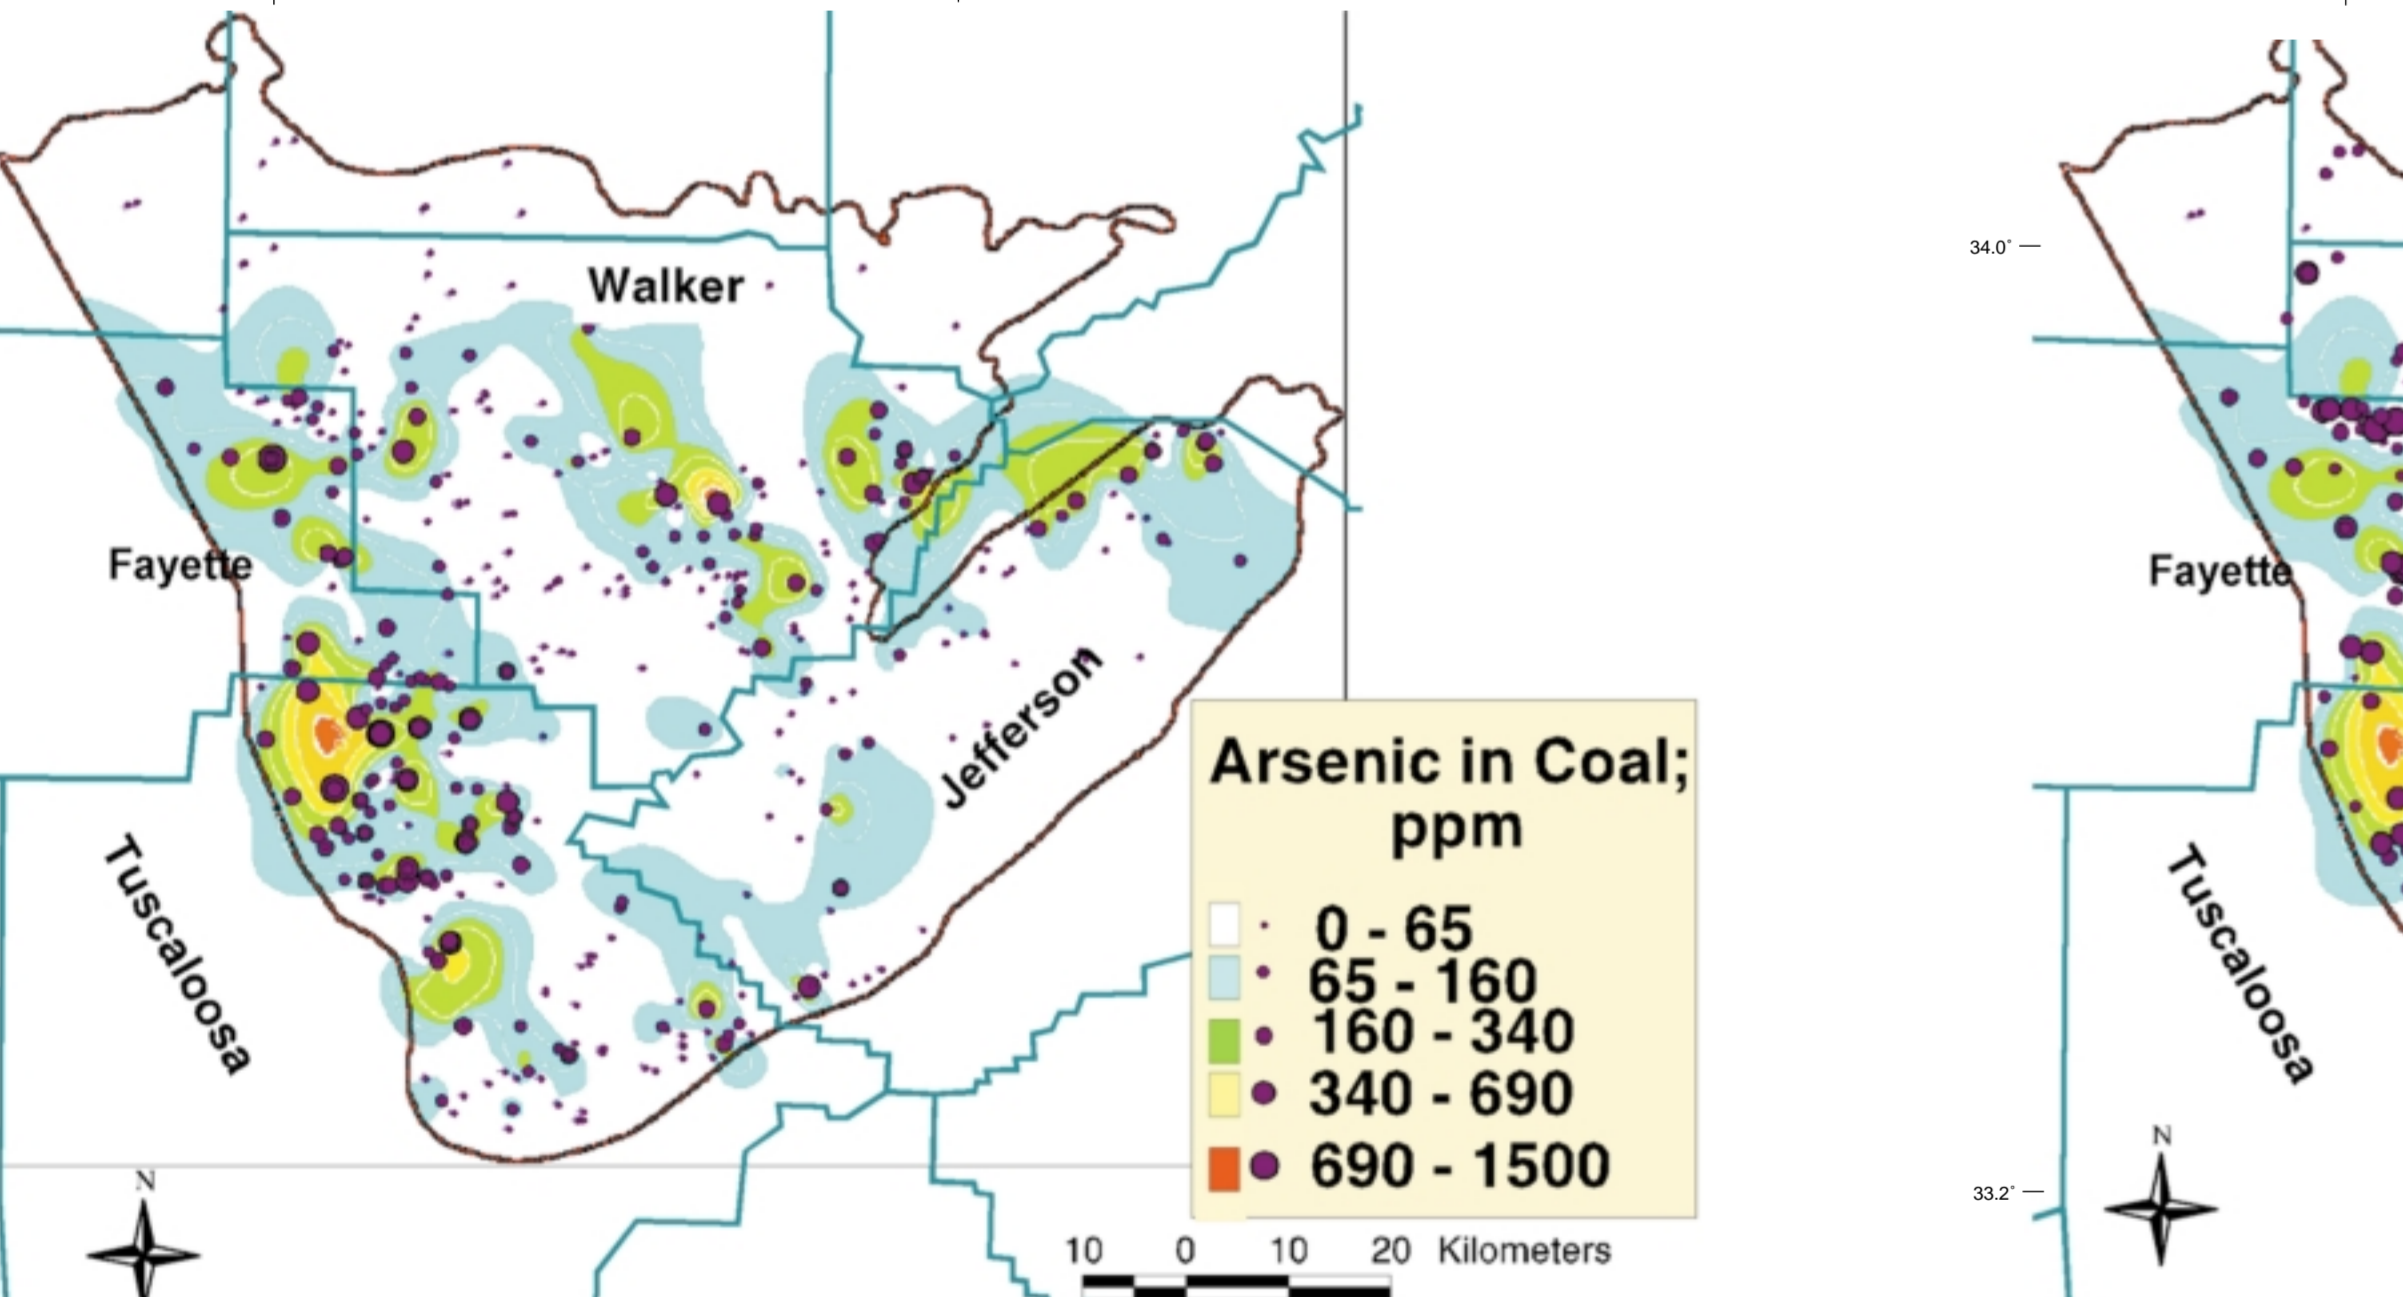 Walker
Fayette
Tuscaloosa
Jefferson
N
Arsenic in Coal;
ppm
0 - 65
65 - 160
160 - 340
340 - 690
690 - 1500
10 0 10 20 Kilometers
34.0°
Fayette
Tuscaloosa
N
33.2°